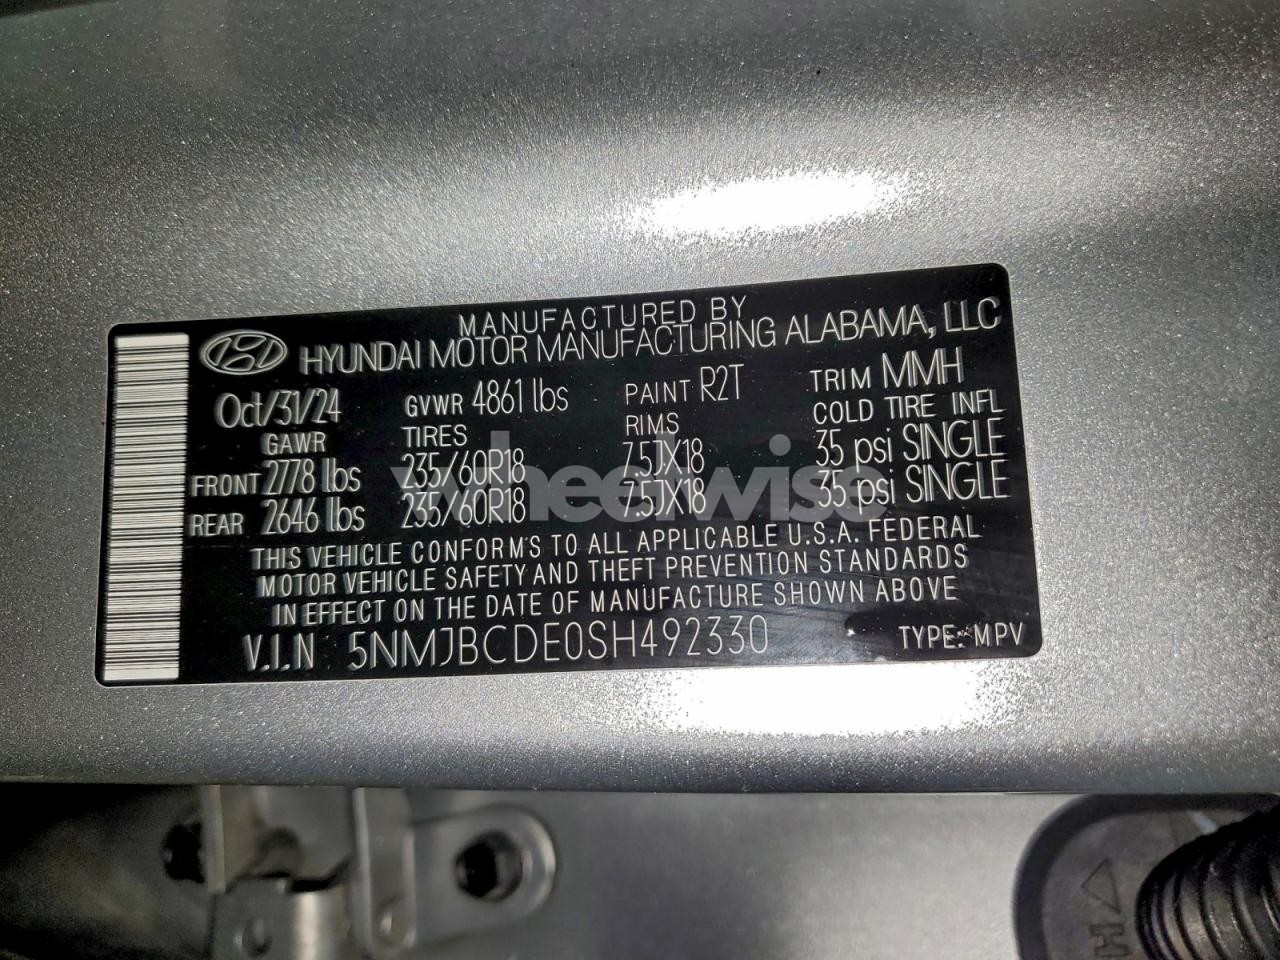 MANUFACTURED BY
HYUNDAI MOTOR MANUFACTURING ALABAMA, LLC
Oct/31/24 GVWR 4861 lbs PAINT R2T TRIM MMH
GAWR TIRES RIMS COLD TIRE INFL
FRONT 2778 lbs 235/60R18 7.5JX18 35 psi SINGLE
REAR 2646 lbs 235/60R18 7.5JX18 35 psi SINGLE
wheelwise
THIS VEHICLE CONFORMS TO ALL APPLICABLE U.S.A. FEDERAL
MOTOR VEHICLE SAFETY AND THEFT PREVENTION STANDARDS
IN EFFECT ON THE DATE OF MANUFACTURE SHOWN ABOVE
V.I.N 5NMJBCDE0SH492330 TYPE: MPV
H